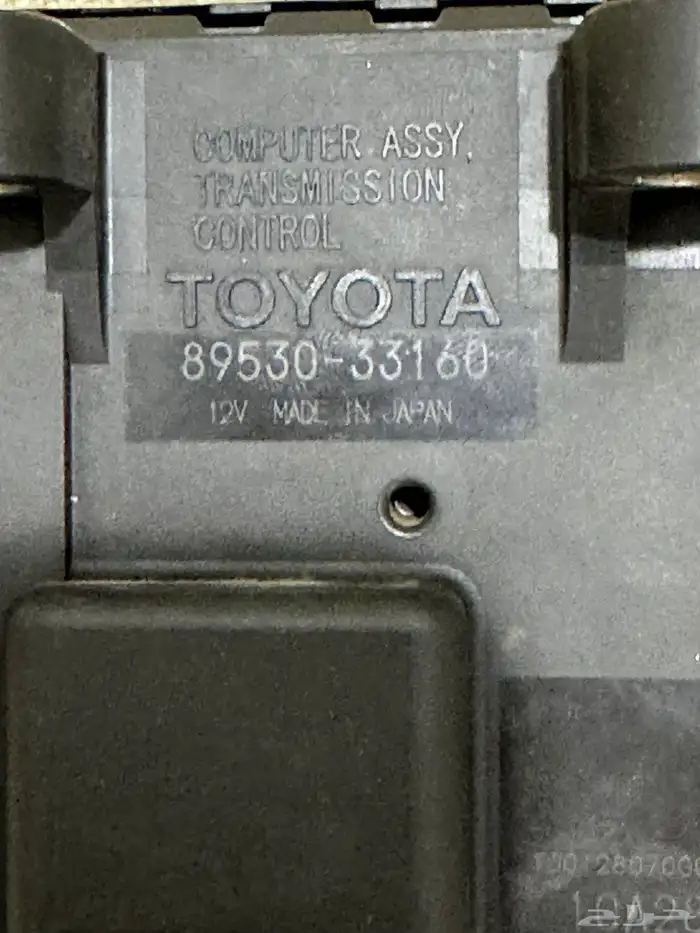 COMPUTER ASSY,
TRANSMISSION
CONTROL
TOYOTA
89530-33160
12V MADE IN JAPAN